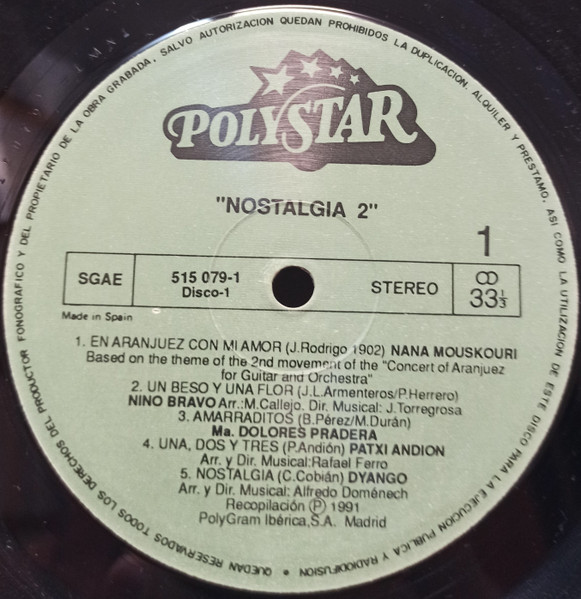 QUEDAN RESERVADOS TODOS LOS DERECHOS DEL PRODUCTOR FONOGRAFICO Y DEL PROPIETARIO DE LA OBRA GRABADA. SALVO AUTORIZACION QUEDAN PROHIBIDOS LA DUPLICACION, ALQUILER Y PRESTAMO, ASI COMO LA UTILIZACION DE ESTE DISCO PARA LA EJECUCION PUBLICA Y RADIODIFUSION •
POLYSTAR
"NOSTALGIA 2"
1
SGAE
515 079-1
Disco-1
STEREO
33⅓
Made in Spain
1. EN ARANJUEZ CON MI AMOR (J.Rodrigo 1902) NANA MOUSKOURI
Based on the theme of the 2nd movement of the "Concert of Aranjuez
for Guitar and Orchestra"
2. UN BESO Y UNA FLOR (J.L.Armenteros/P.Herrero)
NINO BRAVO Arr.:M.Callejo. Dir. Musical: J.Torregrosa
3. AMARRADITOS (B.Pérez/M.Durán)
Ma. DOLORES PRADERA
4. UNA, DOS Y TRES (P.Andión) PATXI ANDION
Arr. y Dir. Musical:Rafael Ferro
5. NOSTALGIA (C.Cobián) DYANGO
Arr. y Dir. Musical: Alfredo Domènech
Recopilación Ⓟ 1991
PolyGram Ibérica,S.A. Madrid